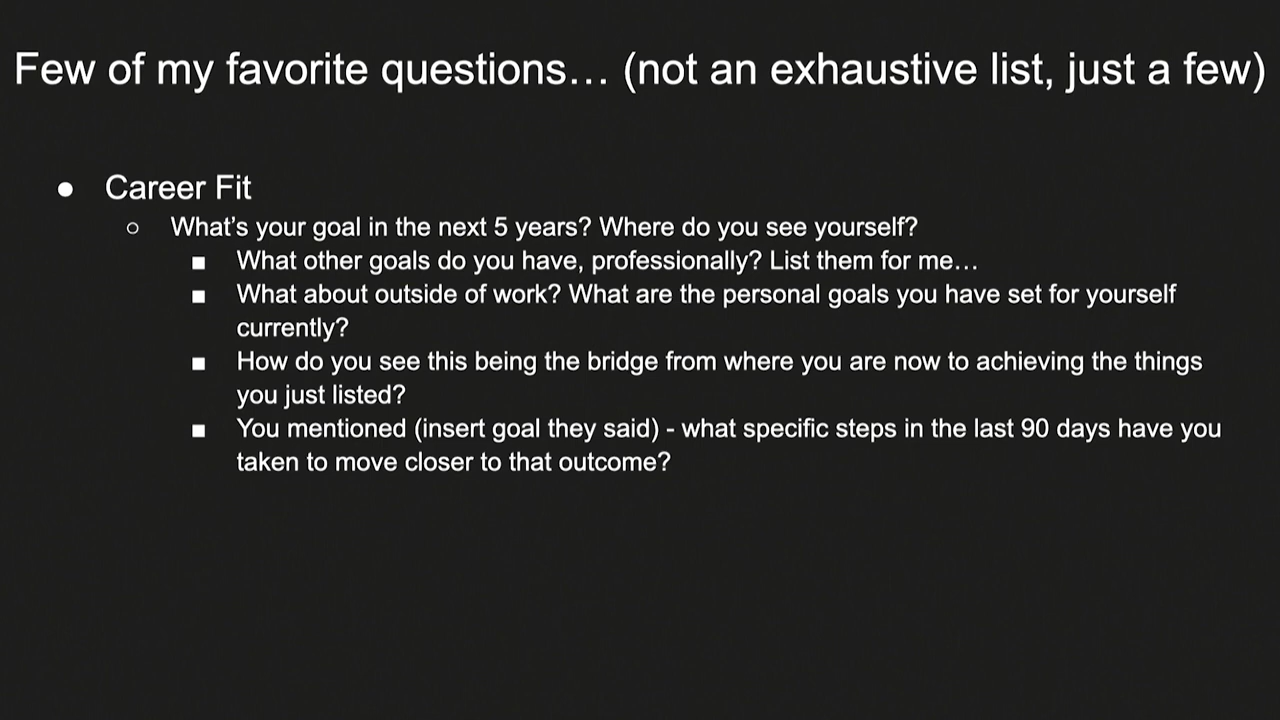 Few of my favorite questions… (not an exhaustive list, just a few)
● Career Fit
○ What’s your goal in the next 5 years? Where do you see yourself?
■ What other goals do you have, professionally? List them for me…
■ What about outside of work? What are the personal goals you have set for yourself
currently?
■ How do you see this being the bridge from where you are now to achieving the things
you just listed?
■ You mentioned (insert goal they said) - what specific steps in the last 90 days have you
taken to move closer to that outcome?